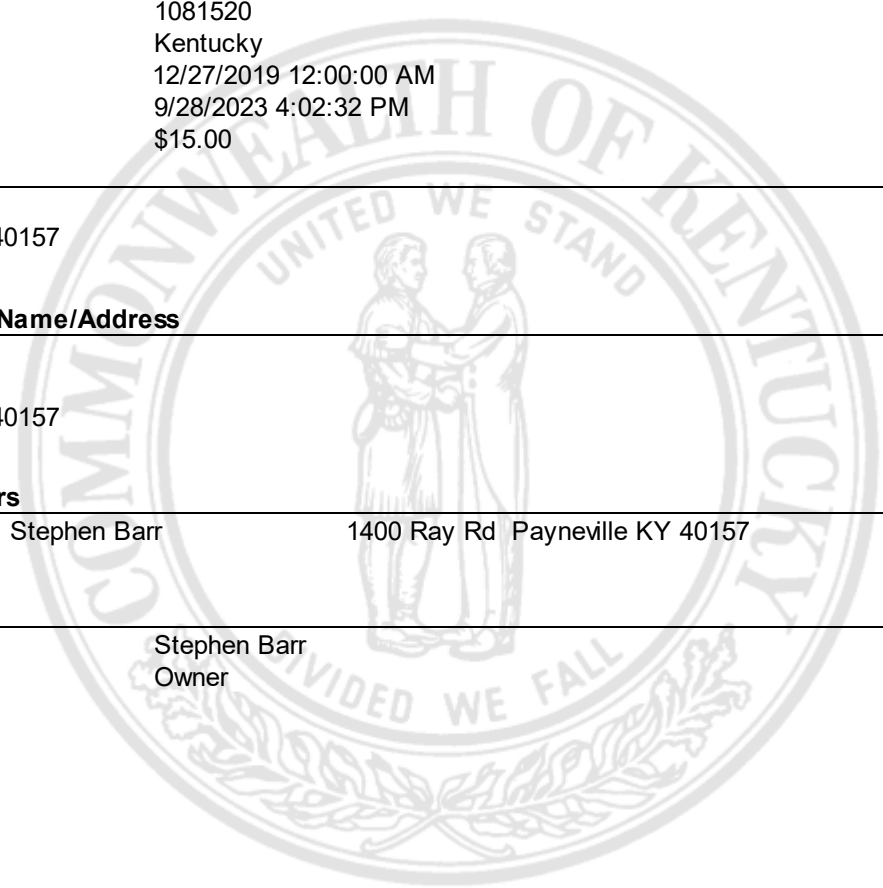 1081520
Kentucky
12/27/2019 12:00:00 AM
9/28/2023 4:02:32 PM
$15.00
40157
Name/Address
40157
rs
Stephen Barr 1400 Ray Rd Payneville KY 40157
Stephen Barr
Owner
COMMONWEALTH OF KENTUCKY
UNITED WE STAND
DIVIDED WE FALL